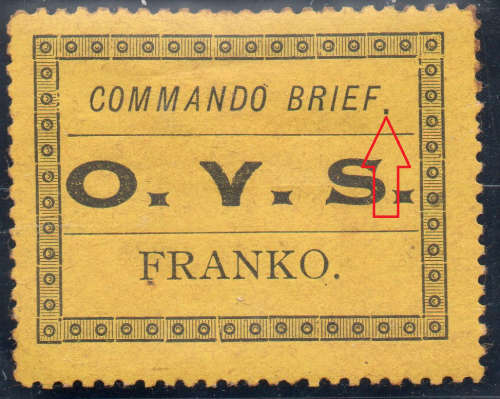 COMMANDO BRIEF.
O. V. S.
FRANKO.